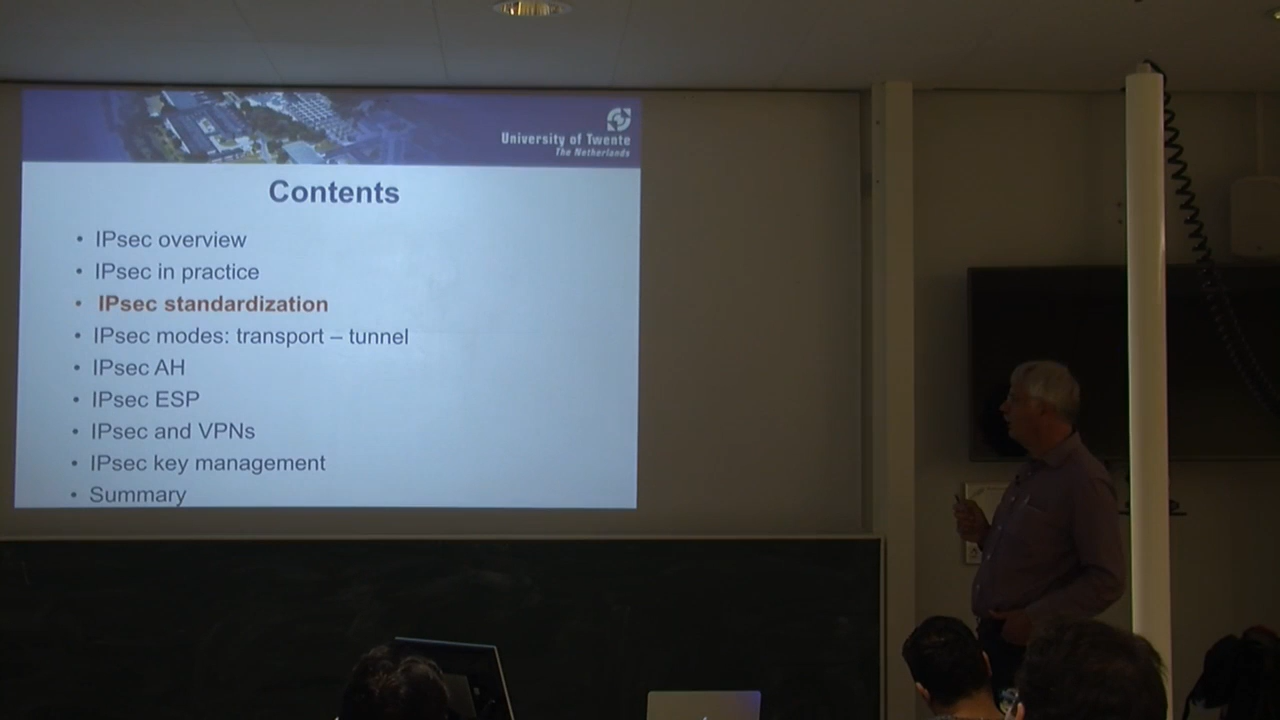 University of Twente
The Netherlands
Contents
• IPsec overview
• IPsec in practice
• IPsec standardization
• IPsec modes: transport – tunnel
• IPsec AH
• IPsec ESP
• IPsec and VPNs
• IPsec key management
• Summary